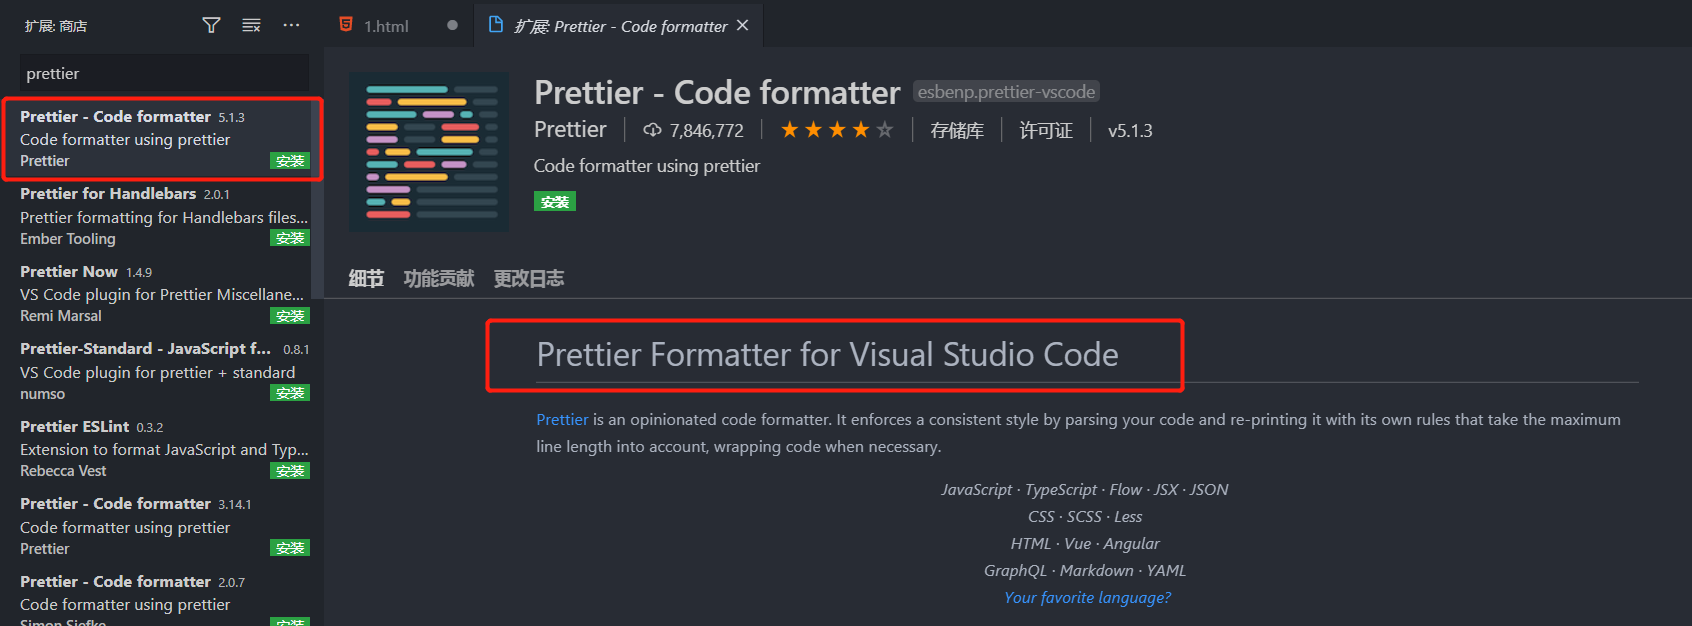 扩展: 商店
prettier
Prettier - Code formatter 5.1.3
Code formatter using prettier
Prettier 安装
Prettier for Handlebars 2.0.1
Prettier formatting for Handlebars files...
Ember Tooling 安装
Prettier Now 1.4.9
VS Code plugin for Prettier Miscellane...
Remi Marsal 安装
Prettier-Standard - JavaScript f... 0.8.1
VS Code plugin for prettier + standard
numso 安装
Prettier ESLint 0.3.2
Extension to format JavaScript and Typ...
Rebecca Vest 安装
Prettier - Code formatter 3.14.1
Code formatter using prettier
Prettier 安装
Prettier - Code formatter 2.0.7
Code formatter using prettier
Simon Siefke 安装
1.html
扩展: Prettier - Code formatter
Prettier - Code formatter esbenp.prettier-vscode
Prettier 7,846,772 存储库 许可证 v5.1.3
Code formatter using prettier
安装
细节 功能贡献 更改日志
Prettier Formatter for Visual Studio Code
Prettier is an opinionated code formatter. It enforces a consistent style by parsing your code and re-printing it with its own rules that take the maximum
line length into account, wrapping code when necessary.
JavaScript · TypeScript · Flow · JSX · JSON
CSS · SCSS · Less
HTML · Vue · Angular
GraphQL · Markdown · YAML
Your favorite language?